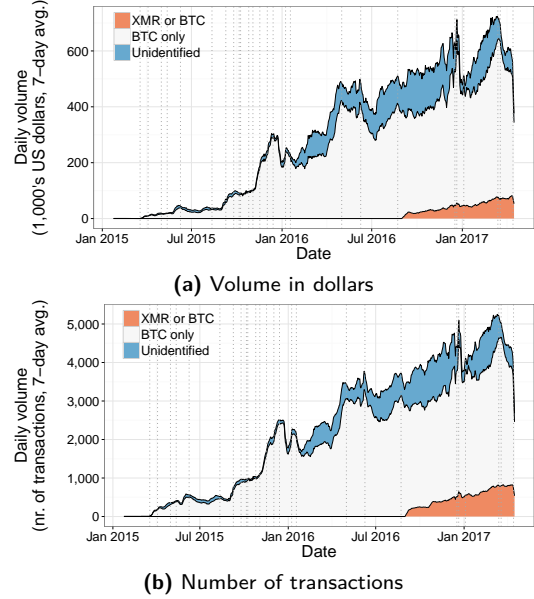 XMR or BTC
BTC only
Unidentified
600
400
200
0
Daily volume
(1,000's US dollars, 7−day avg.)
Jan 2015 Jul 2015 Jan 2016 Jul 2016 Jan 2017
Date
(a) Volume in dollars
XMR or BTC
BTC only
Unidentified
5,000
4,000
3,000
2,000
1,000
0
Daily volume
(nr. of transactions, 7−day avg.)
Jan 2015 Jul 2015 Jan 2016 Jul 2016 Jan 2017
Date
(b) Number of transactions